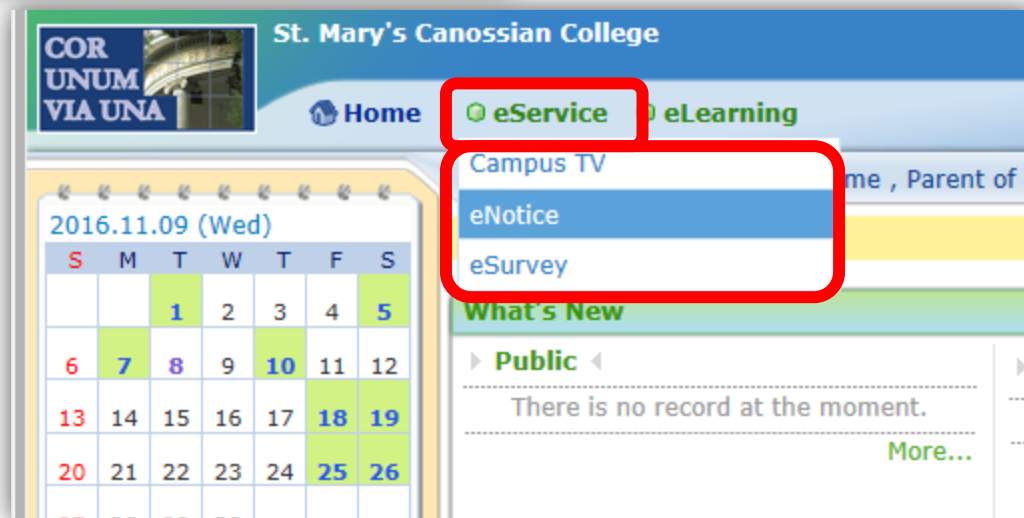 COR
UNUM
VIA UNA
St. Mary's Canossian College
Home eService eLearning
Campus TV
eNotice
eSurvey
me , Parent of
2016.11.09 (Wed)
S M T W T F S
1 2 3 4 5
6 7 8 9 10 11 12
13 14 15 16 17 18 19
20 21 22 23 24 25 26
What's New
Public
There is no record at the moment.
More...